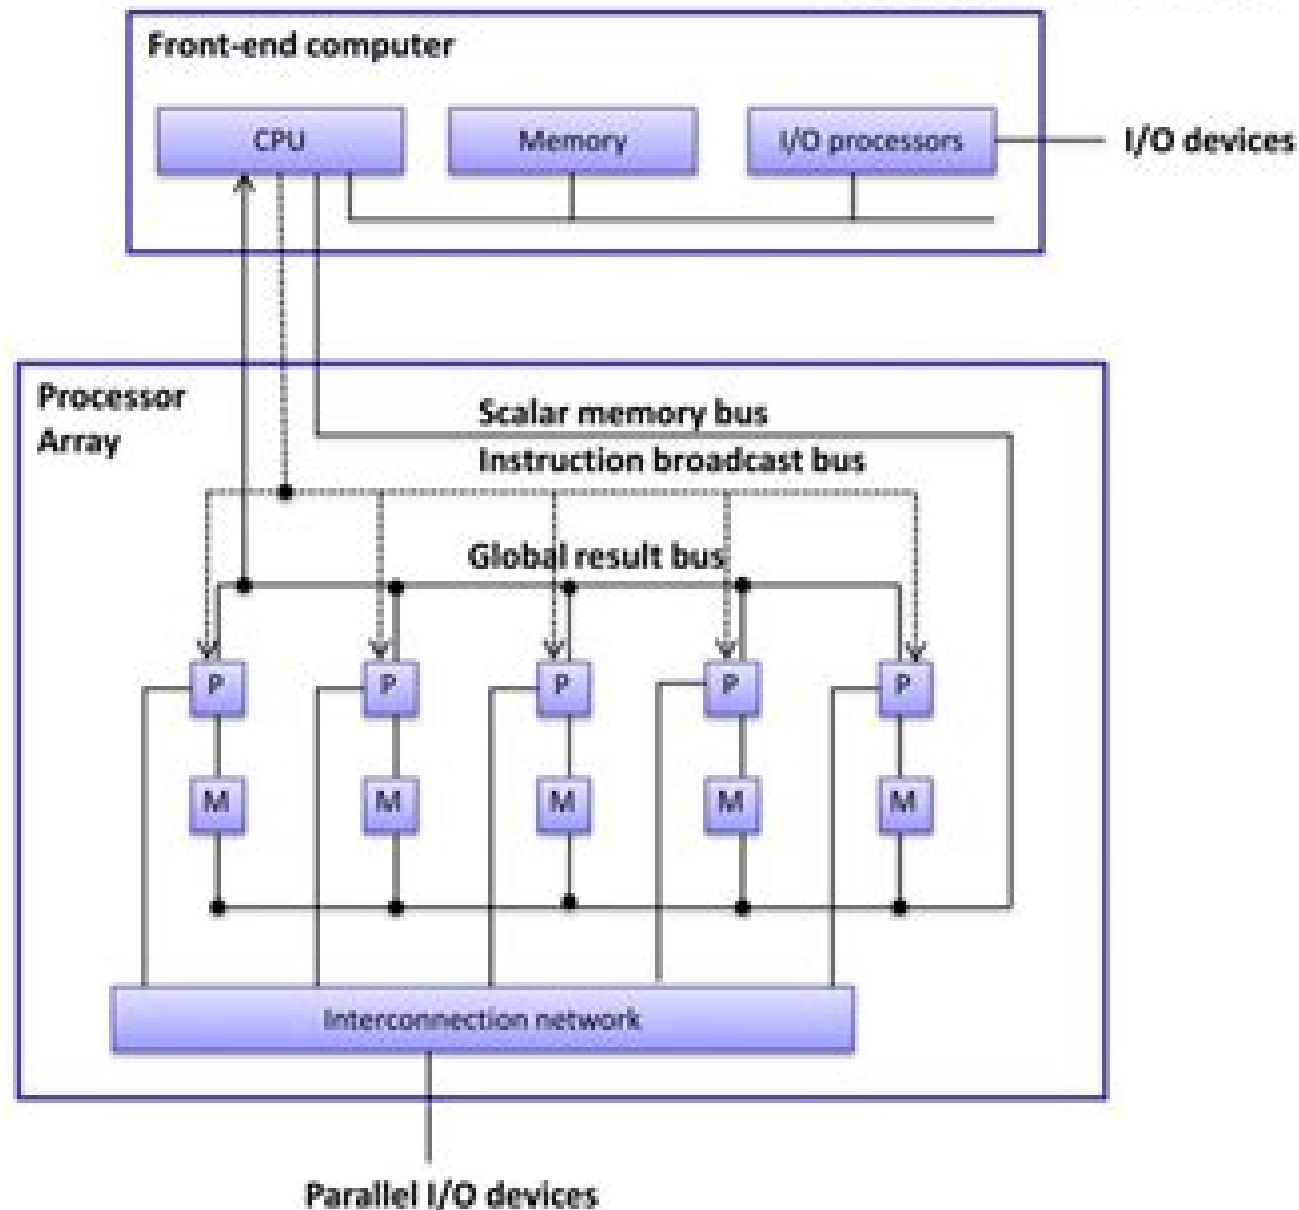 Front-end computer
CPU
Memory
I/O processors
I/O devices
Processor
Array
Scalar memory bus
Instruction broadcast bus
Global result bus
P
P
P
P
P
M
M
M
M
M
Interconnection network
Parallel I/O devices